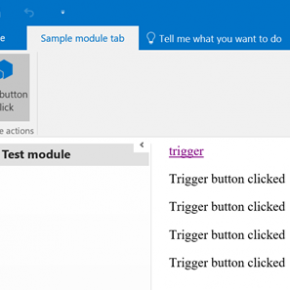 e
Sample module tab
Tell me what you want to do
button
lick
e actions
Test module
trigger
Trigger button clicked
Trigger button clicked
Trigger button clicked
Trigger button clicked